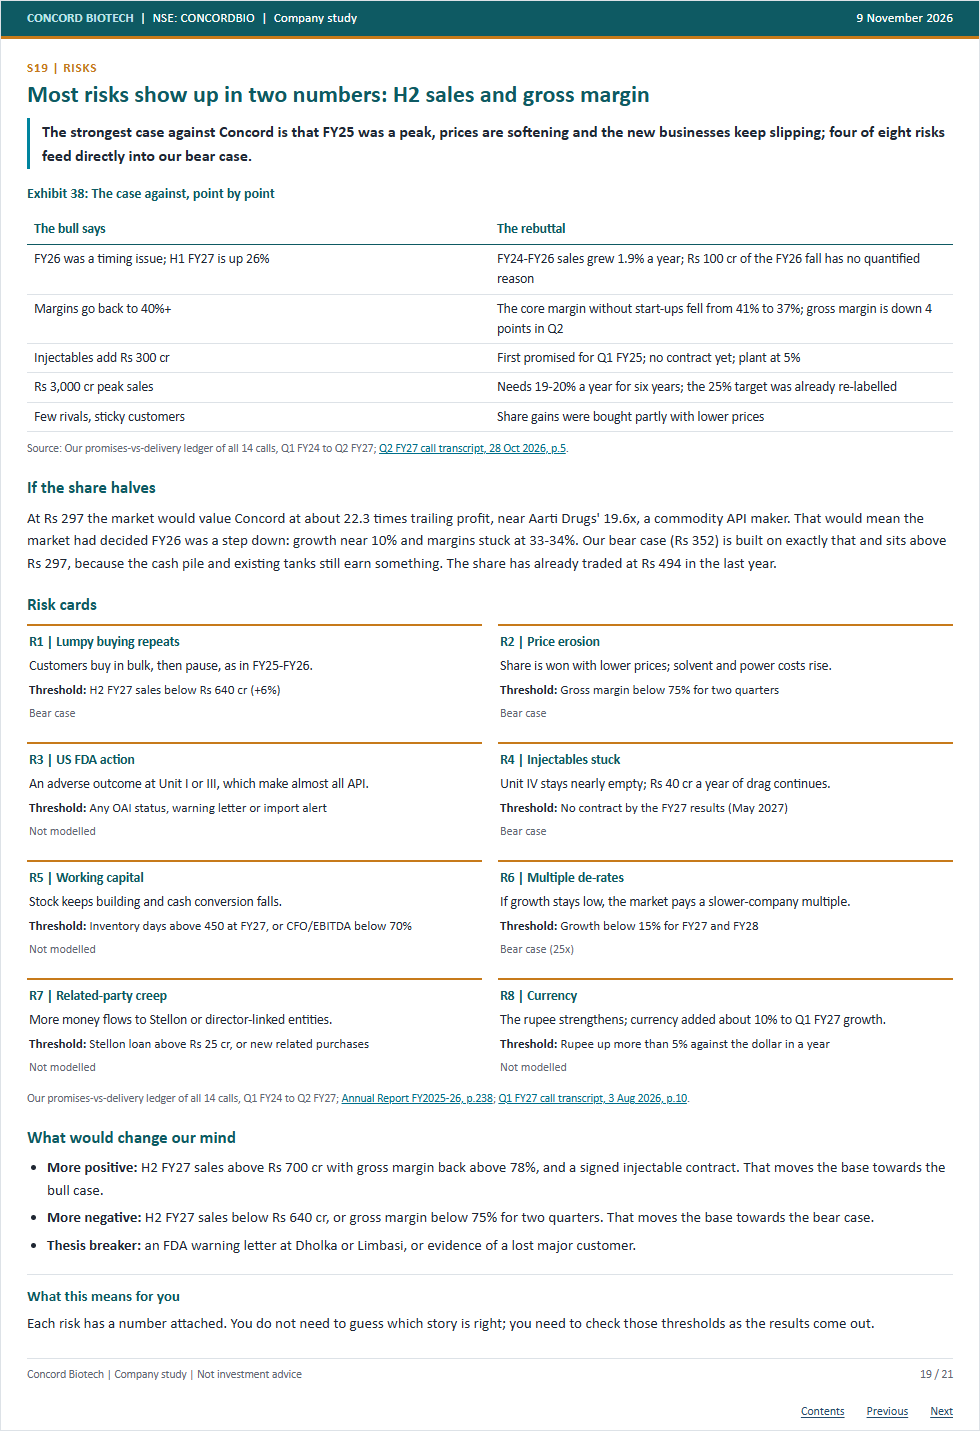 CONCORD BIOTECH | NSE: CONCORDBIO | Company study
9 November 2026
S19 | RISKS
Most risks show up in two numbers: H2 sales and gross margin
The strongest case against Concord is that FY25 was a peak, prices are softening and the new businesses keep slipping; four of eight risks
feed directly into our bear case.
Exhibit 38: The case against, point by point
The bull says
The rebuttal
FY26 was a timing issue; H1 FY27 is up 26%
FY24-FY26 sales grew 1.9% a year; Rs 100 cr of the FY26 fall has no quantified
reason
Margins go back to 40%+
The core margin without start-ups fell from 41% to 37%; gross margin is down 4
points in Q2
Injectables add Rs 300 cr
First promised for Q1 FY25; no contract yet; plant at 5%
Rs 3,000 cr peak sales
Needs 19-20% a year for six years; the 25% target was already re-labelled
Few rivals, sticky customers
Share gains were bought partly with lower prices
Source: Our promises-vs-delivery ledger of all 14 calls, Q1 FY24 to Q2 FY27; Q2 FY27 call transcript, 28 Oct 2026, p.5.
If the share halves
At Rs 297 the market would value Concord at about 22.3 times trailing profit, near Aarti Drugs' 19.6x, a commodity API maker. That would mean the
market had decided FY26 was a step down: growth near 10% and margins stuck at 33-34%. Our bear case (Rs 352) is built on exactly that and sits above
Rs 297, because the cash pile and existing tanks still earn something. The share has already traded at Rs 494 in the last year.
Risk cards
R1 | Lumpy buying repeats
Customers buy in bulk, then pause, as in FY25-FY26.
Threshold: H2 FY27 sales below Rs 640 cr (+6%)
Bear case
R2 | Price erosion
Share is won with lower prices; solvent and power costs rise.
Threshold: Gross margin below 75% for two quarters
Bear case
R3 | US FDA action
An adverse outcome at Unit I or III, which make almost all API.
Threshold: Any OAI status, warning letter or import alert
Not modelled
R4 | Injectables stuck
Unit IV stays nearly empty; Rs 40 cr a year of drag continues.
Threshold: No contract by the FY27 results (May 2027)
Bear case
R5 | Working capital
Stock keeps building and cash conversion falls.
Threshold: Inventory days above 450 at FY27, or CFO/EBITDA below 70%
Not modelled
R6 | Multiple de-rates
If growth stays low, the market pays a slower-company multiple.
Threshold: Growth below 15% for FY27 and FY28
Bear case (25x)
R7 | Related-party creep
More money flows to Stellon or director-linked entities.
Threshold: Stellon loan above Rs 25 cr, or new related purchases
Not modelled
R8 | Currency
The rupee strengthens; currency added about 10% to Q1 FY27 growth.
Threshold: Rupee up more than 5% against the dollar in a year
Not modelled
Our promises-vs-delivery ledger of all 14 calls, Q1 FY24 to Q2 FY27; Annual Report FY2025-26, p.238; Q1 FY27 call transcript, 3 Aug 2026, p.10.
What would change our mind
• More positive: H2 FY27 sales above Rs 700 cr with gross margin back above 78%, and a signed injectable contract. That moves the base towards the
bull case.
• More negative: H2 FY27 sales below Rs 640 cr, or gross margin below 75% for two quarters. That moves the base towards the bear case.
• Thesis breaker: an FDA warning letter at Dholka or Limbasi, or evidence of a lost major customer.
What this means for you
Each risk has a number attached. You do not need to guess which story is right; you need to check those thresholds as the results come out.
Concord Biotech | Company study | Not investment advice
19 / 21
Contents Previous Next